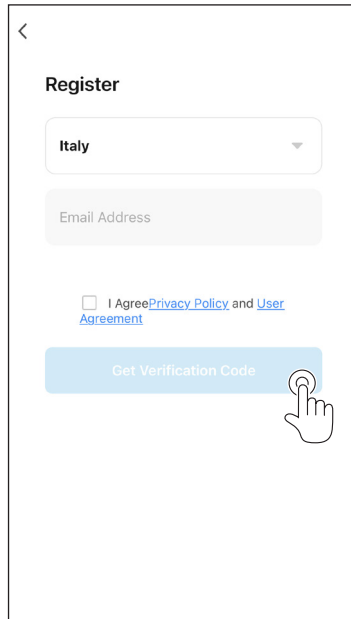 Register
Italy
Email Address
I AgreePrivacy Policy and User
Agreement
Get Verification Code